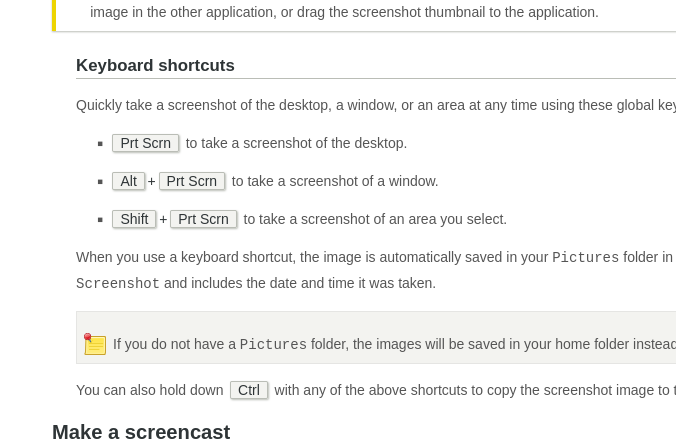 image in the other application, or drag the screenshot thumbnail to the application.
Keyboard shortcuts
Quickly take a screenshot of the desktop, a window, or an area at any time using these global key
Prt Scrn to take a screenshot of the desktop.
Alt + Prt Scrn to take a screenshot of a window.
Shift + Prt Scrn to take a screenshot of an area you select.
When you use a keyboard shortcut, the image is automatically saved in your Pictures folder in
Screenshot and includes the date and time it was taken.
If you do not have a Pictures folder, the images will be saved in your home folder instead
You can also hold down Ctrl with any of the above shortcuts to copy the screenshot image to t
Make a screencast